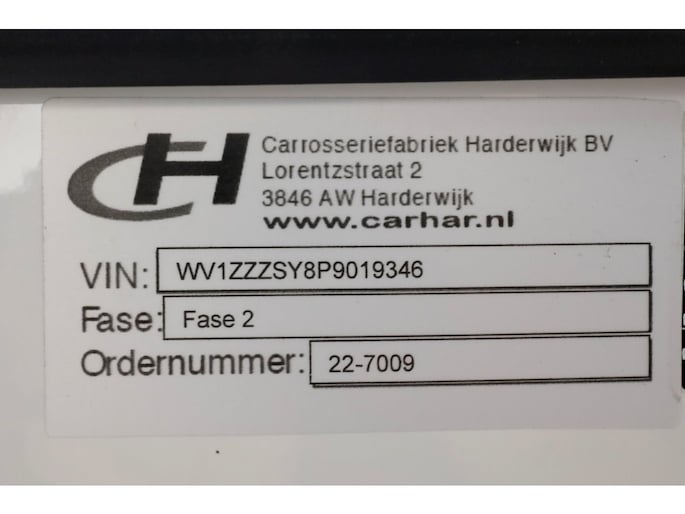 CH
Carrosseriefabriek Harderwijk BV
Lorentzstraat 2
3846 AW Harderwijk
www.carhar.nl
VIN: WV1ZZZSY8P9019346
Fase: Fase 2
Ordernummer: 22-7009